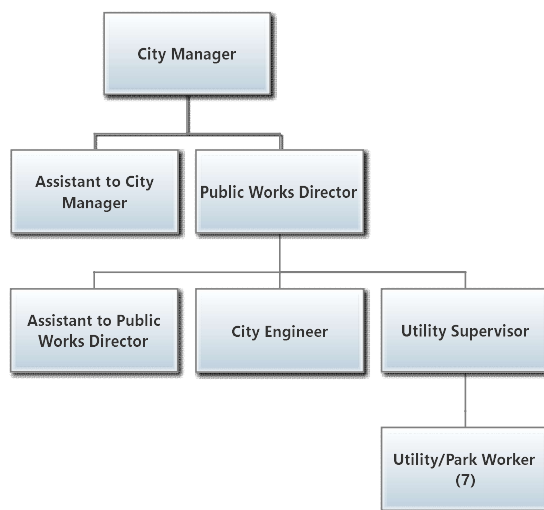 City Manager
Assistant to City
Manager
Public Works Director
Assistant to Public
Works Director
City Engineer
Utility Supervisor
Utility/Park Worker
(7)